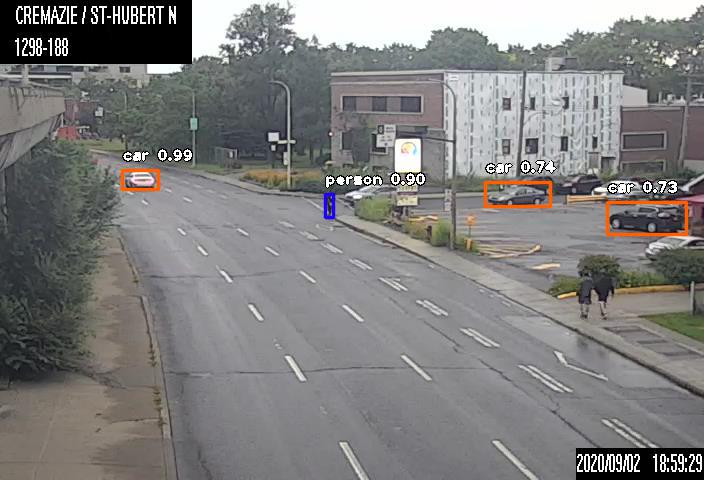 CREMAZIE / ST-HUBERT N
1298-188
car 0.99
person 0.90
car 0.74
car 0.73
2020/09/02 18:59:29